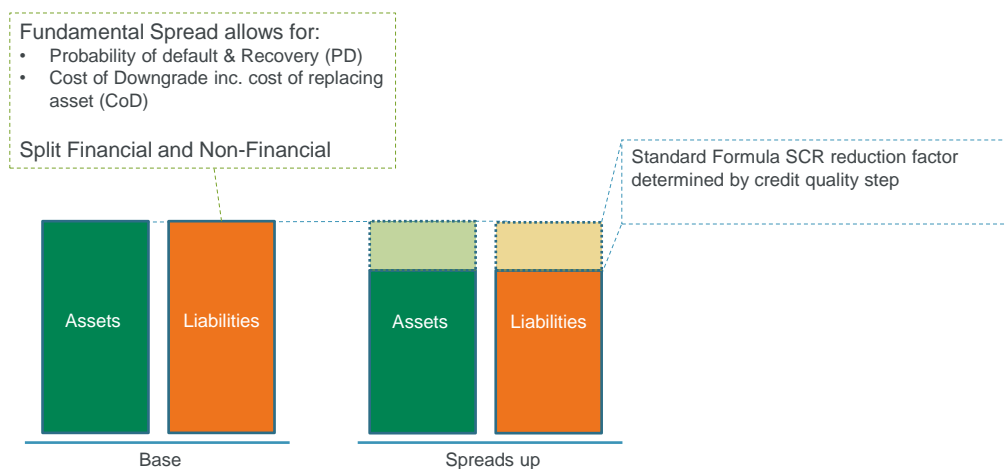 Fundamental Spread allows for:
• Probability of default & Recovery (PD)
• Cost of Downgrade inc. cost of replacing
asset (CoD)
Split Financial and Non-Financial
Standard Formula SCR reduction factor
determined by credit quality step
Assets
Liabilities
Assets
Liabilities
Base
Spreads up